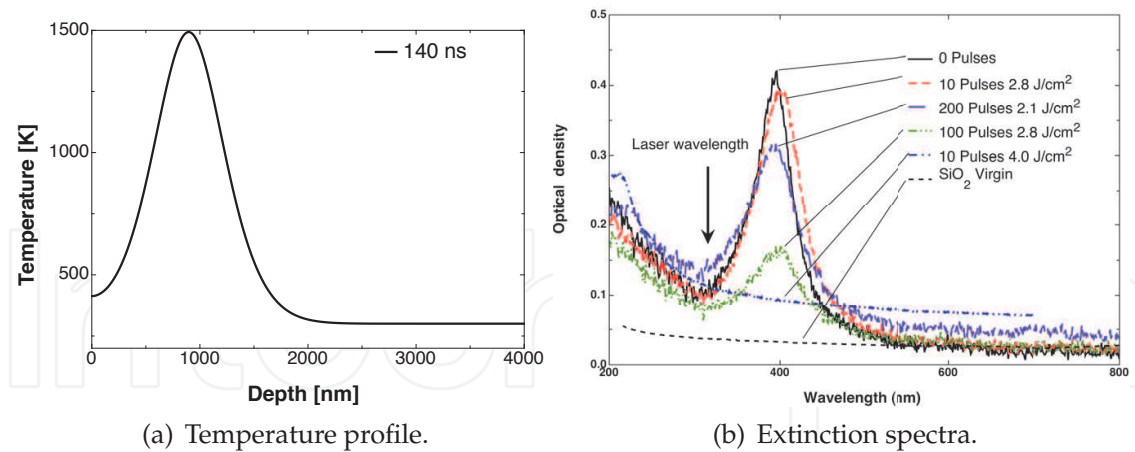 1500
1000
500
0
1000
2000
3000
4000
Temperature [K]
Depth [nm]
140 ns
(a) Temperature profile.
0.5
0.4
0.3
0.2
0.1
0.0
200
400
600
800
Optical density
Wavelength (nm)
Laser wavelength
0 Pulses
10 Pulses 2.8 J/cm²
200 Pulses 2.1 J/cm²
100 Pulses 2.8 J/cm²
10 Pulses 4.0 J/cm²
SiO₂ Virgin
(b) Extinction spectra.